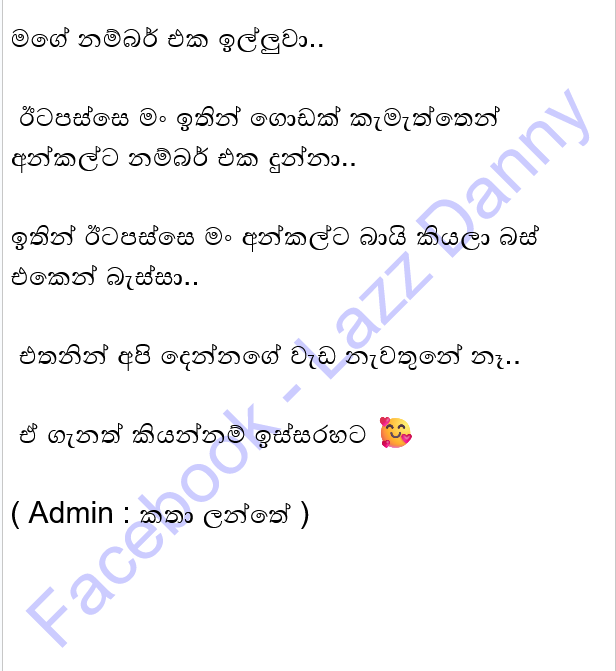 මගේ නම්බර් එක ඉල්ලුවා..
ඊටපස්සෙ මං ඉතින් ගොඩක් කැමැත්තෙන්
අන්කල්ට නම්බර් එක දුන්නා..
ඉතින් ඊටපස්සෙ මං අන්කල්ට බායි කියලා බස්
එකෙන් බැස්සා..
එතනින් අපි දෙන්නගේ වැඩ නැවතුනේ නෑ..
ඒ ගැනත් කියන්නම් ඉස්සරහට 🥰
( Admin : කතා ලන්තේ )
Facebook - Lazz Danny